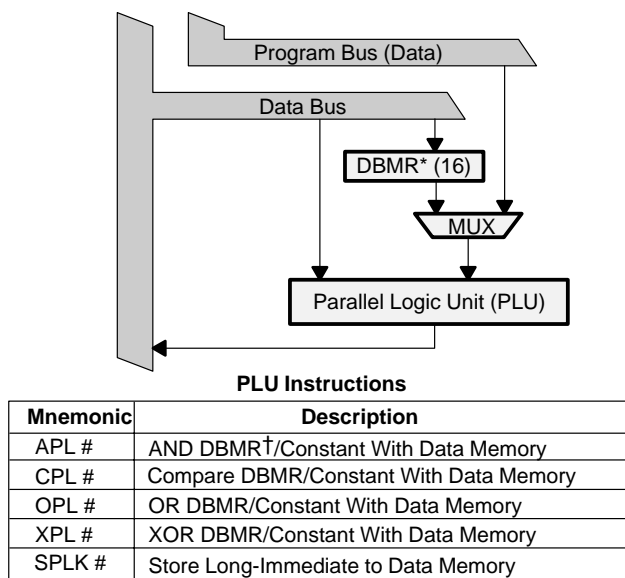 Program Bus (Data)
Data Bus
DBMR* (16)
MUX
Parallel Logic Unit (PLU)
PLU Instructions
Mnemonic Description
APL # AND DBMR†/Constant With Data Memory
CPL # Compare DBMR/Constant With Data Memory
OPL # OR DBMR/Constant With Data Memory
XPL # XOR DBMR/Constant With Data Memory
SPLK # Store Long-Immediate to Data Memory